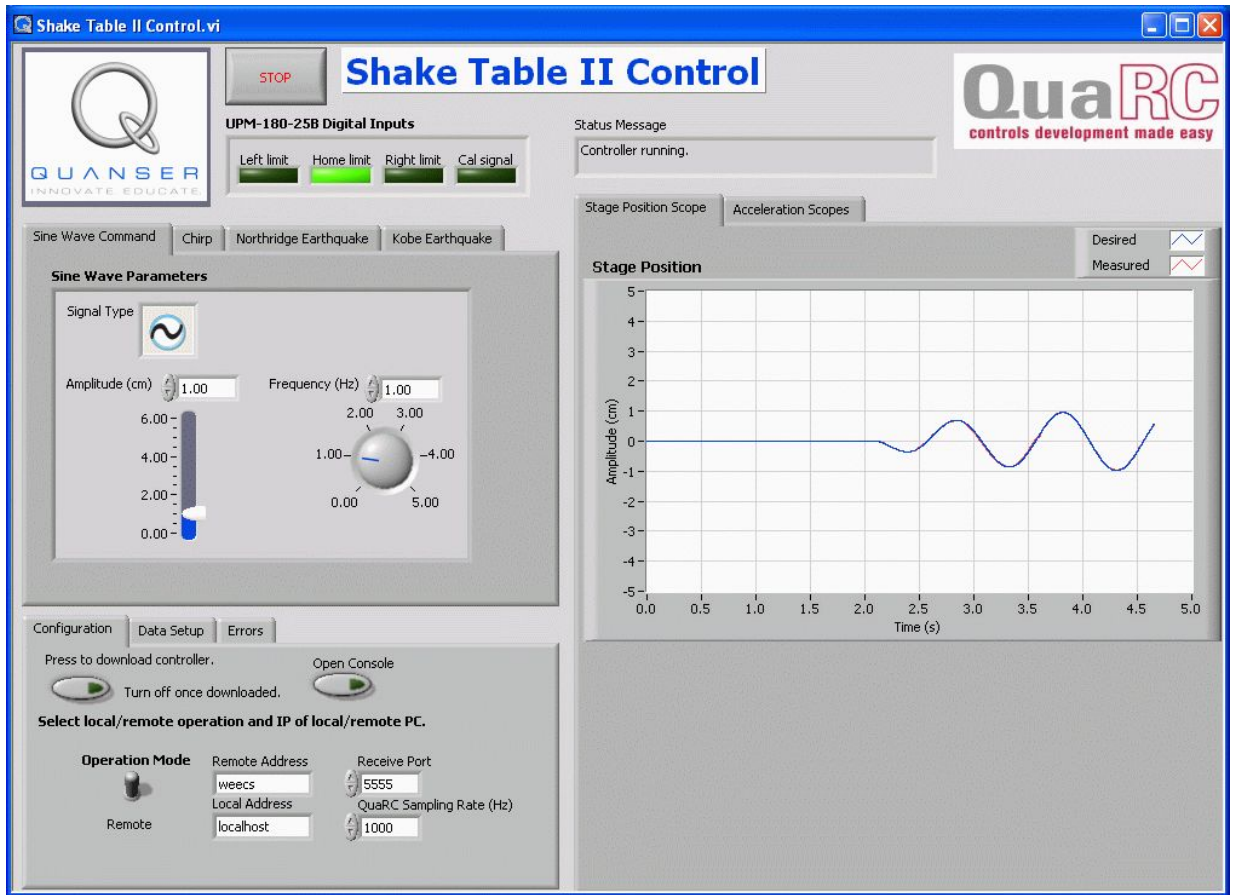 Shake Table II Control.vi
QUANSER
INNOVATE EDUCATE.
STOP
Shake Table II Control
QuaRC
controls development made easy
UPM-180-25B Digital Inputs
Left limit Home limit Right limit Cal signal
Status Message
Controller running.
Sine Wave Command Chirp Northridge Earthquake Kobe Earthquake
Sine Wave Parameters
Signal Type
Amplitude (cm) 1.00 Frequency (Hz) 1.00
6.00
4.00
2.00
0.00
2.00 3.00
1.00 4.00
0.00 5.00
Stage Position Scope Acceleration Scopes
Desired
Measured
Stage Position
5
4
3
2
1
0
-1
-2
-3
-4
-5
Amplitude (cm)
0.0 0.5 1.0 1.5 2.0 2.5 3.0 3.5 4.0 4.5 5.0
Time (s)
Configuration Data Setup Errors
Press to download controller. Open Console
Turn off once downloaded.
Select local/remote operation and IP of local/remote PC.
Operation Mode Remote Address Receive Port
weecs 5555
Local Address QuaRC Sampling Rate (Hz)
Remote localhost 1000